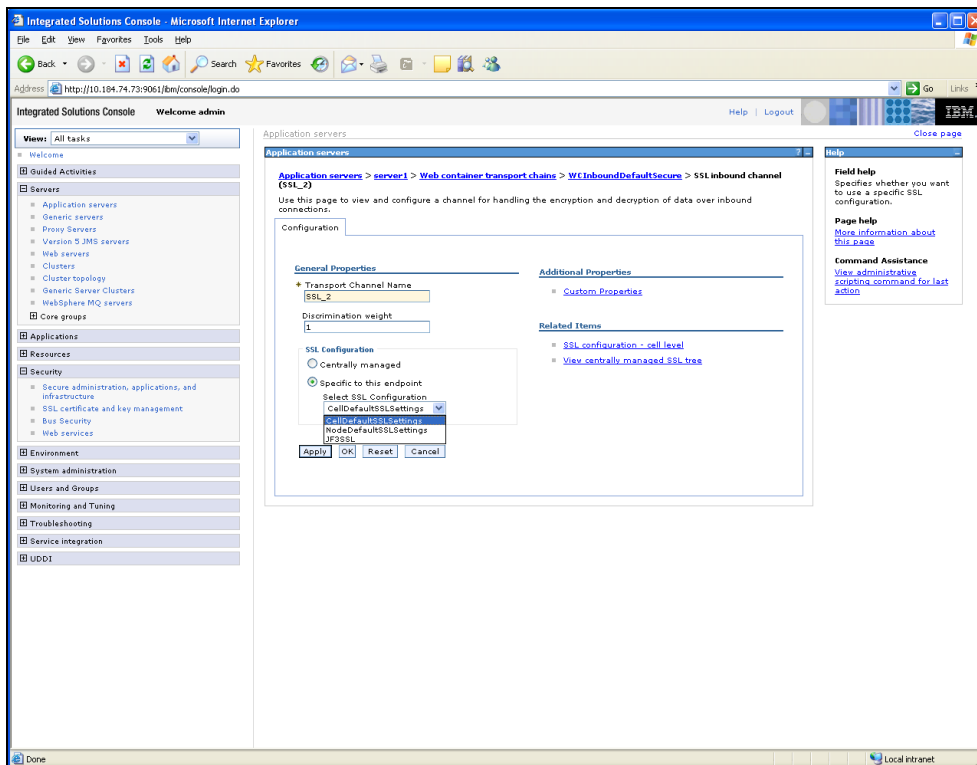 Integrated Solutions Console - Microsoft Internet Explorer
File Edit View Favorites Tools Help
Back Search Favorites
Address http://10.184.74.73:9061/ibm/console/login.do Go Links
Integrated Solutions Console Welcome admin Help | Logout IBM.
View: All tasks
Welcome
Guided Activities
Servers
Application servers
Generic servers
Proxy Servers
Version 5 JMS servers
Web servers
Clusters
Cluster topology
Generic Server Clusters
WebSphere MQ servers
Core groups
Applications
Resources
Security
Secure administration, applications, and
infrastructure
SSL certificate and key management
Bus Security
Web services
Environment
System administration
Users and Groups
Monitoring and Tuning
Troubleshooting
Service integration
UDDI
Application servers Close page
Application servers ? -
Application servers > server1 > Web container transport chains > WCInboundDefaultSecure > SSL inbound channel
(SSL_2)
Use this page to view and configure a channel for handling the encryption and decryption of data over inbound
connections.
Configuration
General Properties
Transport Channel Name
SSL_2
Discrimination weight
1
SSL Configuration
Centrally managed
Specific to this endpoint
Select SSL Configuration
CellDefaultSSLSettings
CellDefaultSSLSettings
NodeDefaultSSLSettings
JF3SSL
Apply OK Reset Cancel
Additional Properties
Custom Properties
Related Items
SSL configuration - cell level
View centrally managed SSL tree
Help
Field help
Specifies whether you want
to use a specific SSL
configuration.
Page help
More information about
this page
Command Assistance
View administrative
scripting command for last
action
Done Local intranet